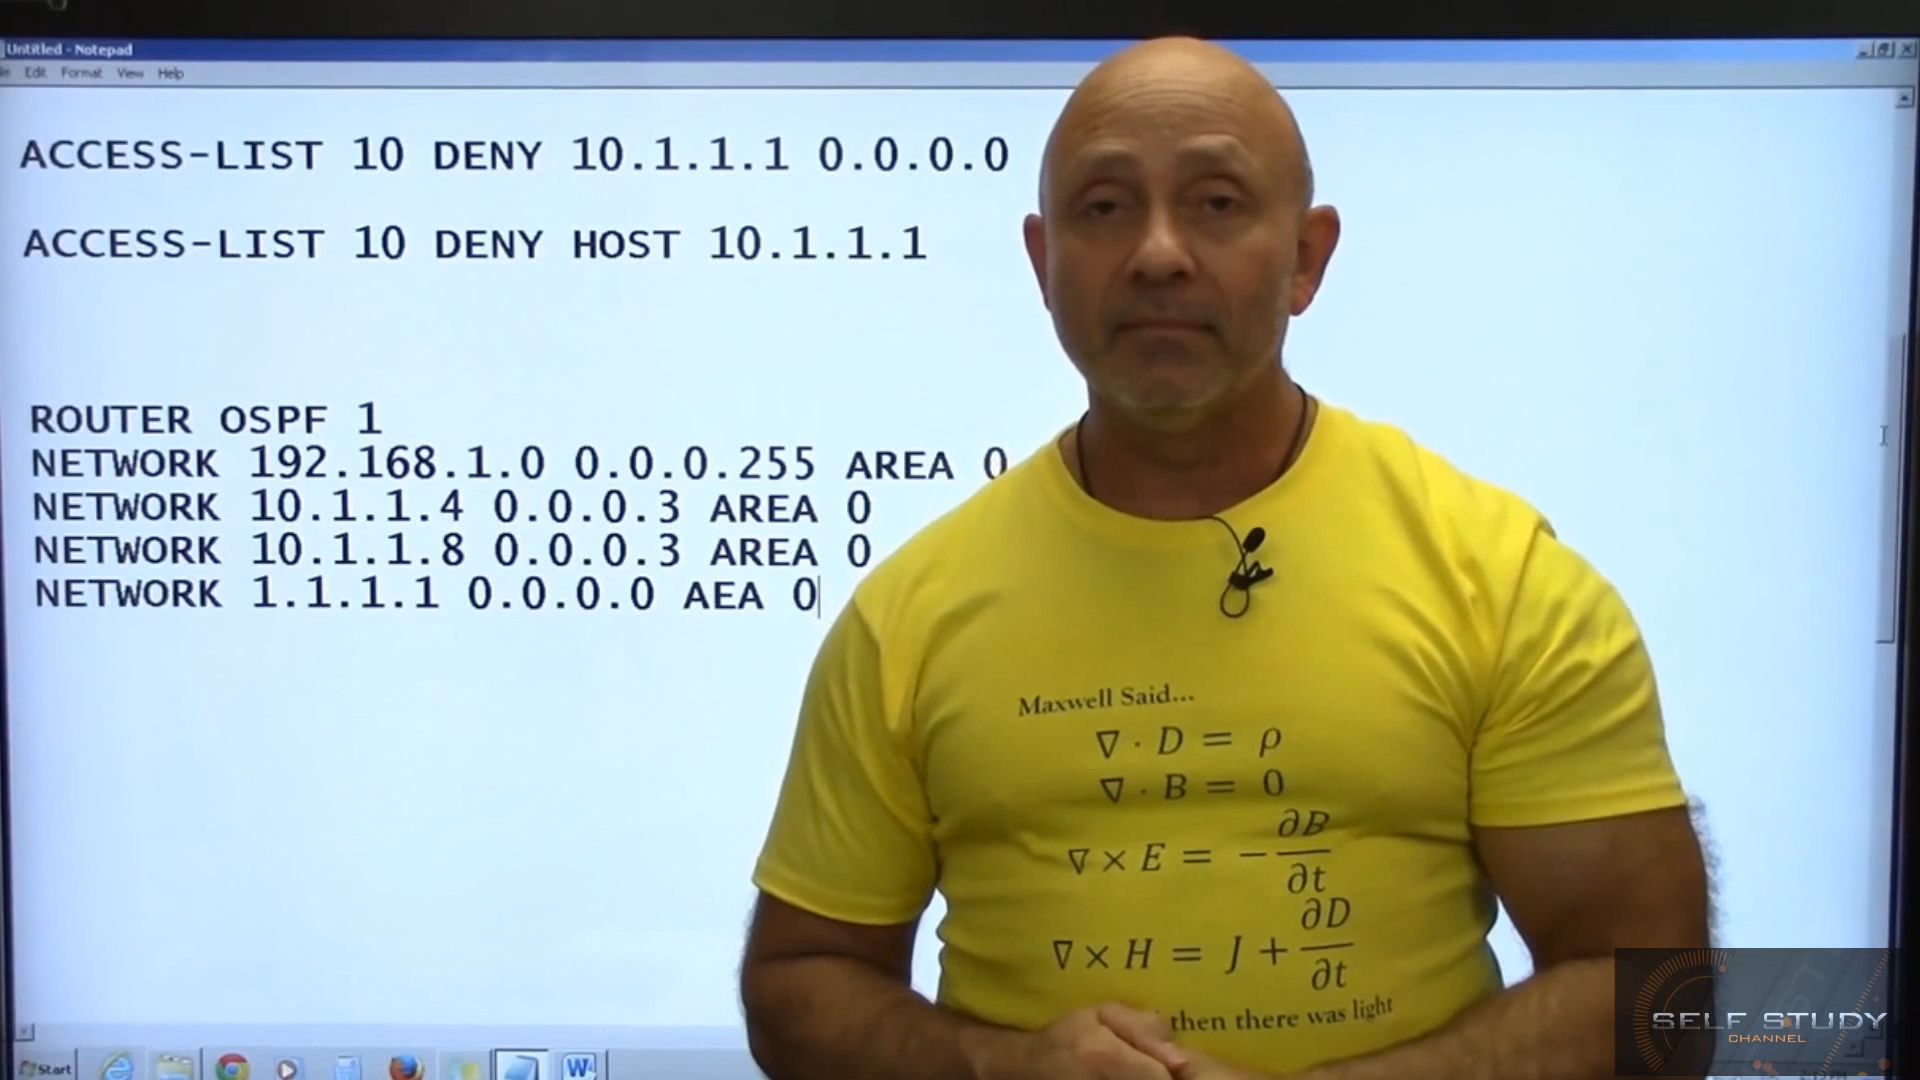 Untitled - Notepad
Edit Format View Help
ACCESS-LIST 10 DENY 10.1.1.1 0.0.0.0
ACCESS-LIST 10 DENY HOST 10.1.1.1
ROUTER OSPF 1
NETWORK 192.168.1.0 0.0.0.255 AREA 0
NETWORK 10.1.1.4 0.0.0.3 AREA 0
NETWORK 10.1.1.8 0.0.0.3 AREA 0
NETWORK 1.1.1.1 0.0.0.0 AEA 0
Maxwell Said...
∇ · D = ρ
∇ · B = 0
∇ × E = −∂B/∂t
∇ × H = J + ∂D/∂t
then there was light
SELF STUDY
CHANNEL
Start